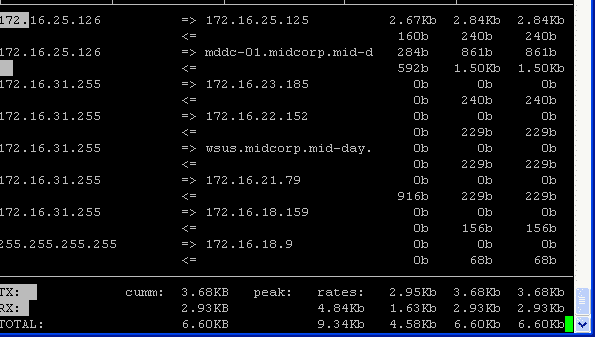 172.16.25.126 => 172.16.25.125 2.67Kb 2.84Kb 2.84Kb
<= 160b 240b 240b
172.16.25.126 => mddc-01.midcorp.mid-d 284b 861b 861b
<= 592b 1.50Kb 1.50Kb
172.16.31.255 => 172.16.23.185 0b 0b 0b
<= 0b 240b 240b
172.16.31.255 => 172.16.22.152 0b 0b 0b
<= 0b 229b 229b
172.16.31.255 => wsus.midcorp.mid-day. 0b 0b 0b
<= 0b 229b 229b
172.16.31.255 => 172.16.21.79 0b 0b 0b
<= 916b 229b 229b
172.16.31.255 => 172.16.18.159 0b 0b 0b
<= 0b 156b 156b
255.255.255.255 => 172.16.18.9 0b 0b 0b
<= 0b 68b 68b
TX: cumm: 3.68KB peak: rates: 2.95Kb 3.68Kb 3.68Kb
RX: 2.93KB 4.84Kb 1.63Kb 2.93Kb 2.93Kb
TOTAL: 6.60KB 9.34Kb 4.58Kb 6.60Kb 6.60Kb